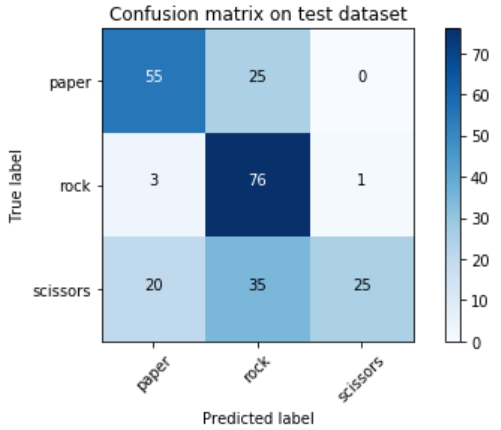 Confusion matrix on test dataset
True label
paper 55 25 0
rock 3 76 1
scissors 20 35 25
paper rock scissors
Predicted label
70
60
50
40
30
20
10
0